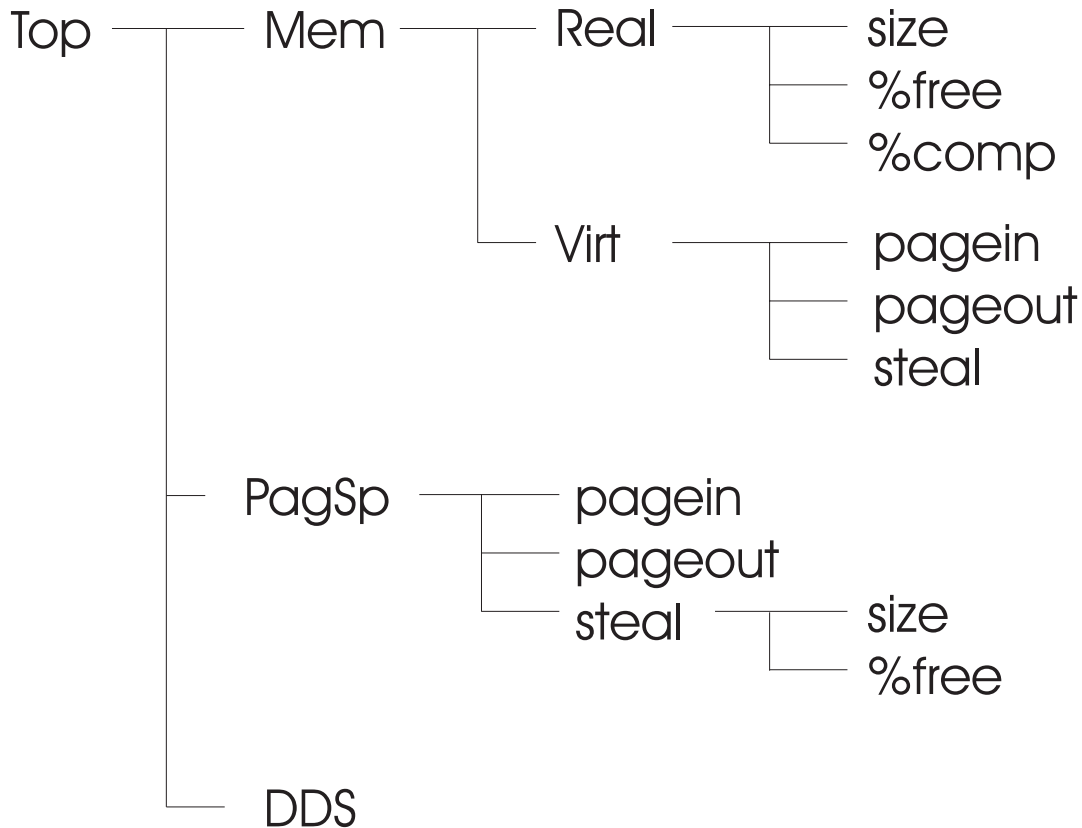 Top Mem Real size
%free
%comp
Virt pagein
pageout
steal
PagSp pagein
pageout
steal size
%free
DDS